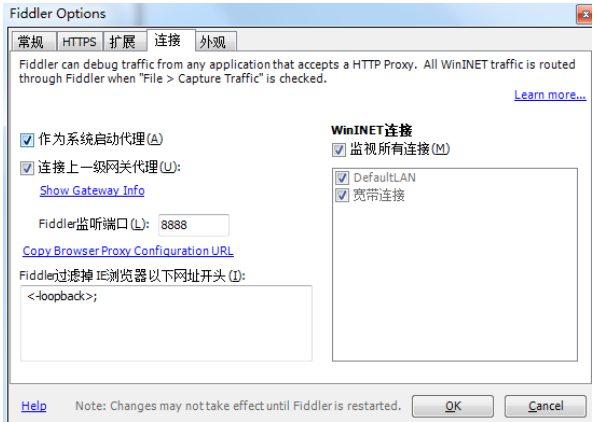 Fiddler Options
常规 HTTPS 扩展 连接 外观
Fiddler can debug traffic from any application that accepts a HTTP Proxy. All WinINET traffic is routed
through Fiddler when "File > Capture Traffic" is checked.
Learn more...
作为系统启动代理(A)
连接上一级网关代理(U):
Show Gateway Info
Fiddler监听端口(L): 8888
Copy Browser Proxy Configuration URL
Fiddler过滤掉IE浏览器以下网址开头(I):
<-loopback>;
WinINET连接
监视所有连接(M)
DefaultLAN
宽带连接
Help Note: Changes may not take effect until Fiddler is restarted. OK Cancel